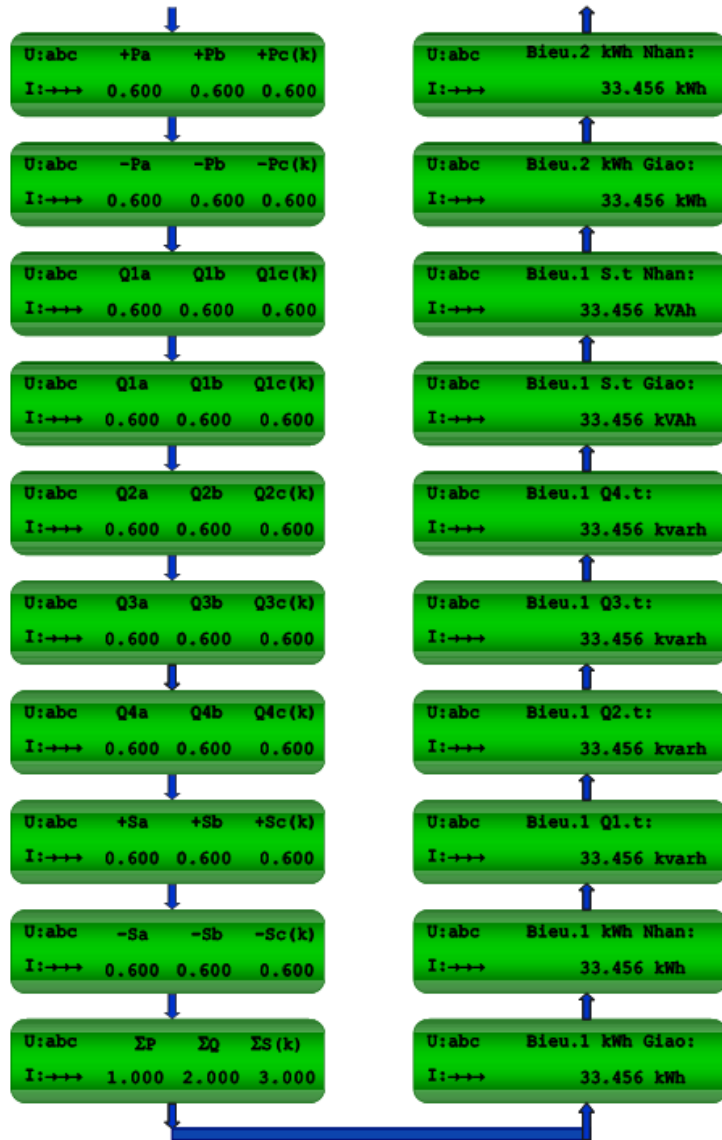 U:abc +Pa +Pb +Pc(k)
I:→→→ 0.600 0.600 0.600
U:abc -Pa -Pb -Pc(k)
I:→→→ 0.600 0.600 0.600
U:abc Q1a Q1b Q1c(k)
I:→→→ 0.600 0.600 0.600
U:abc Q1a Q1b Q1c(k)
I:→→→ 0.600 0.600 0.600
U:abc Q2a Q2b Q2c(k)
I:→→→ 0.600 0.600 0.600
U:abc Q3a Q3b Q3c(k)
I:→→→ 0.600 0.600 0.600
U:abc Q4a Q4b Q4c(k)
I:→→→ 0.600 0.600 0.600
U:abc +Sa +Sb +Sc(k)
I:→→→ 0.600 0.600 0.600
U:abc -Sa -Sb -Sc(k)
I:→→→ 0.600 0.600 0.600
U:abc ΣP ΣQ ΣS(k)
I:→→→ 1.000 2.000 3.000
U:abc Bieu.2 kWh Nhan:
I:→→→ 33.456 kWh
U:abc Bieu.2 kWh Giao:
I:→→→ 33.456 kWh
U:abc Bieu.1 S.t Nhan:
I:→→→ 33.456 kVAh
U:abc Bieu.1 S.t Giao:
I:→→→ 33.456 kVAh
U:abc Bieu.1 Q4.t:
I:→→→ 33.456 kvarh
U:abc Bieu.1 Q3.t:
I:→→→ 33.456 kvarh
U:abc Bieu.1 Q2.t:
I:→→→ 33.456 kvarh
U:abc Bieu.1 Q1.t:
I:→→→ 33.456 kvarh
U:abc Bieu.1 kWh Nhan:
I:→→→ 33.456 kWh
U:abc Bieu.1 kWh Giao:
I:→→→ 33.456 kWh